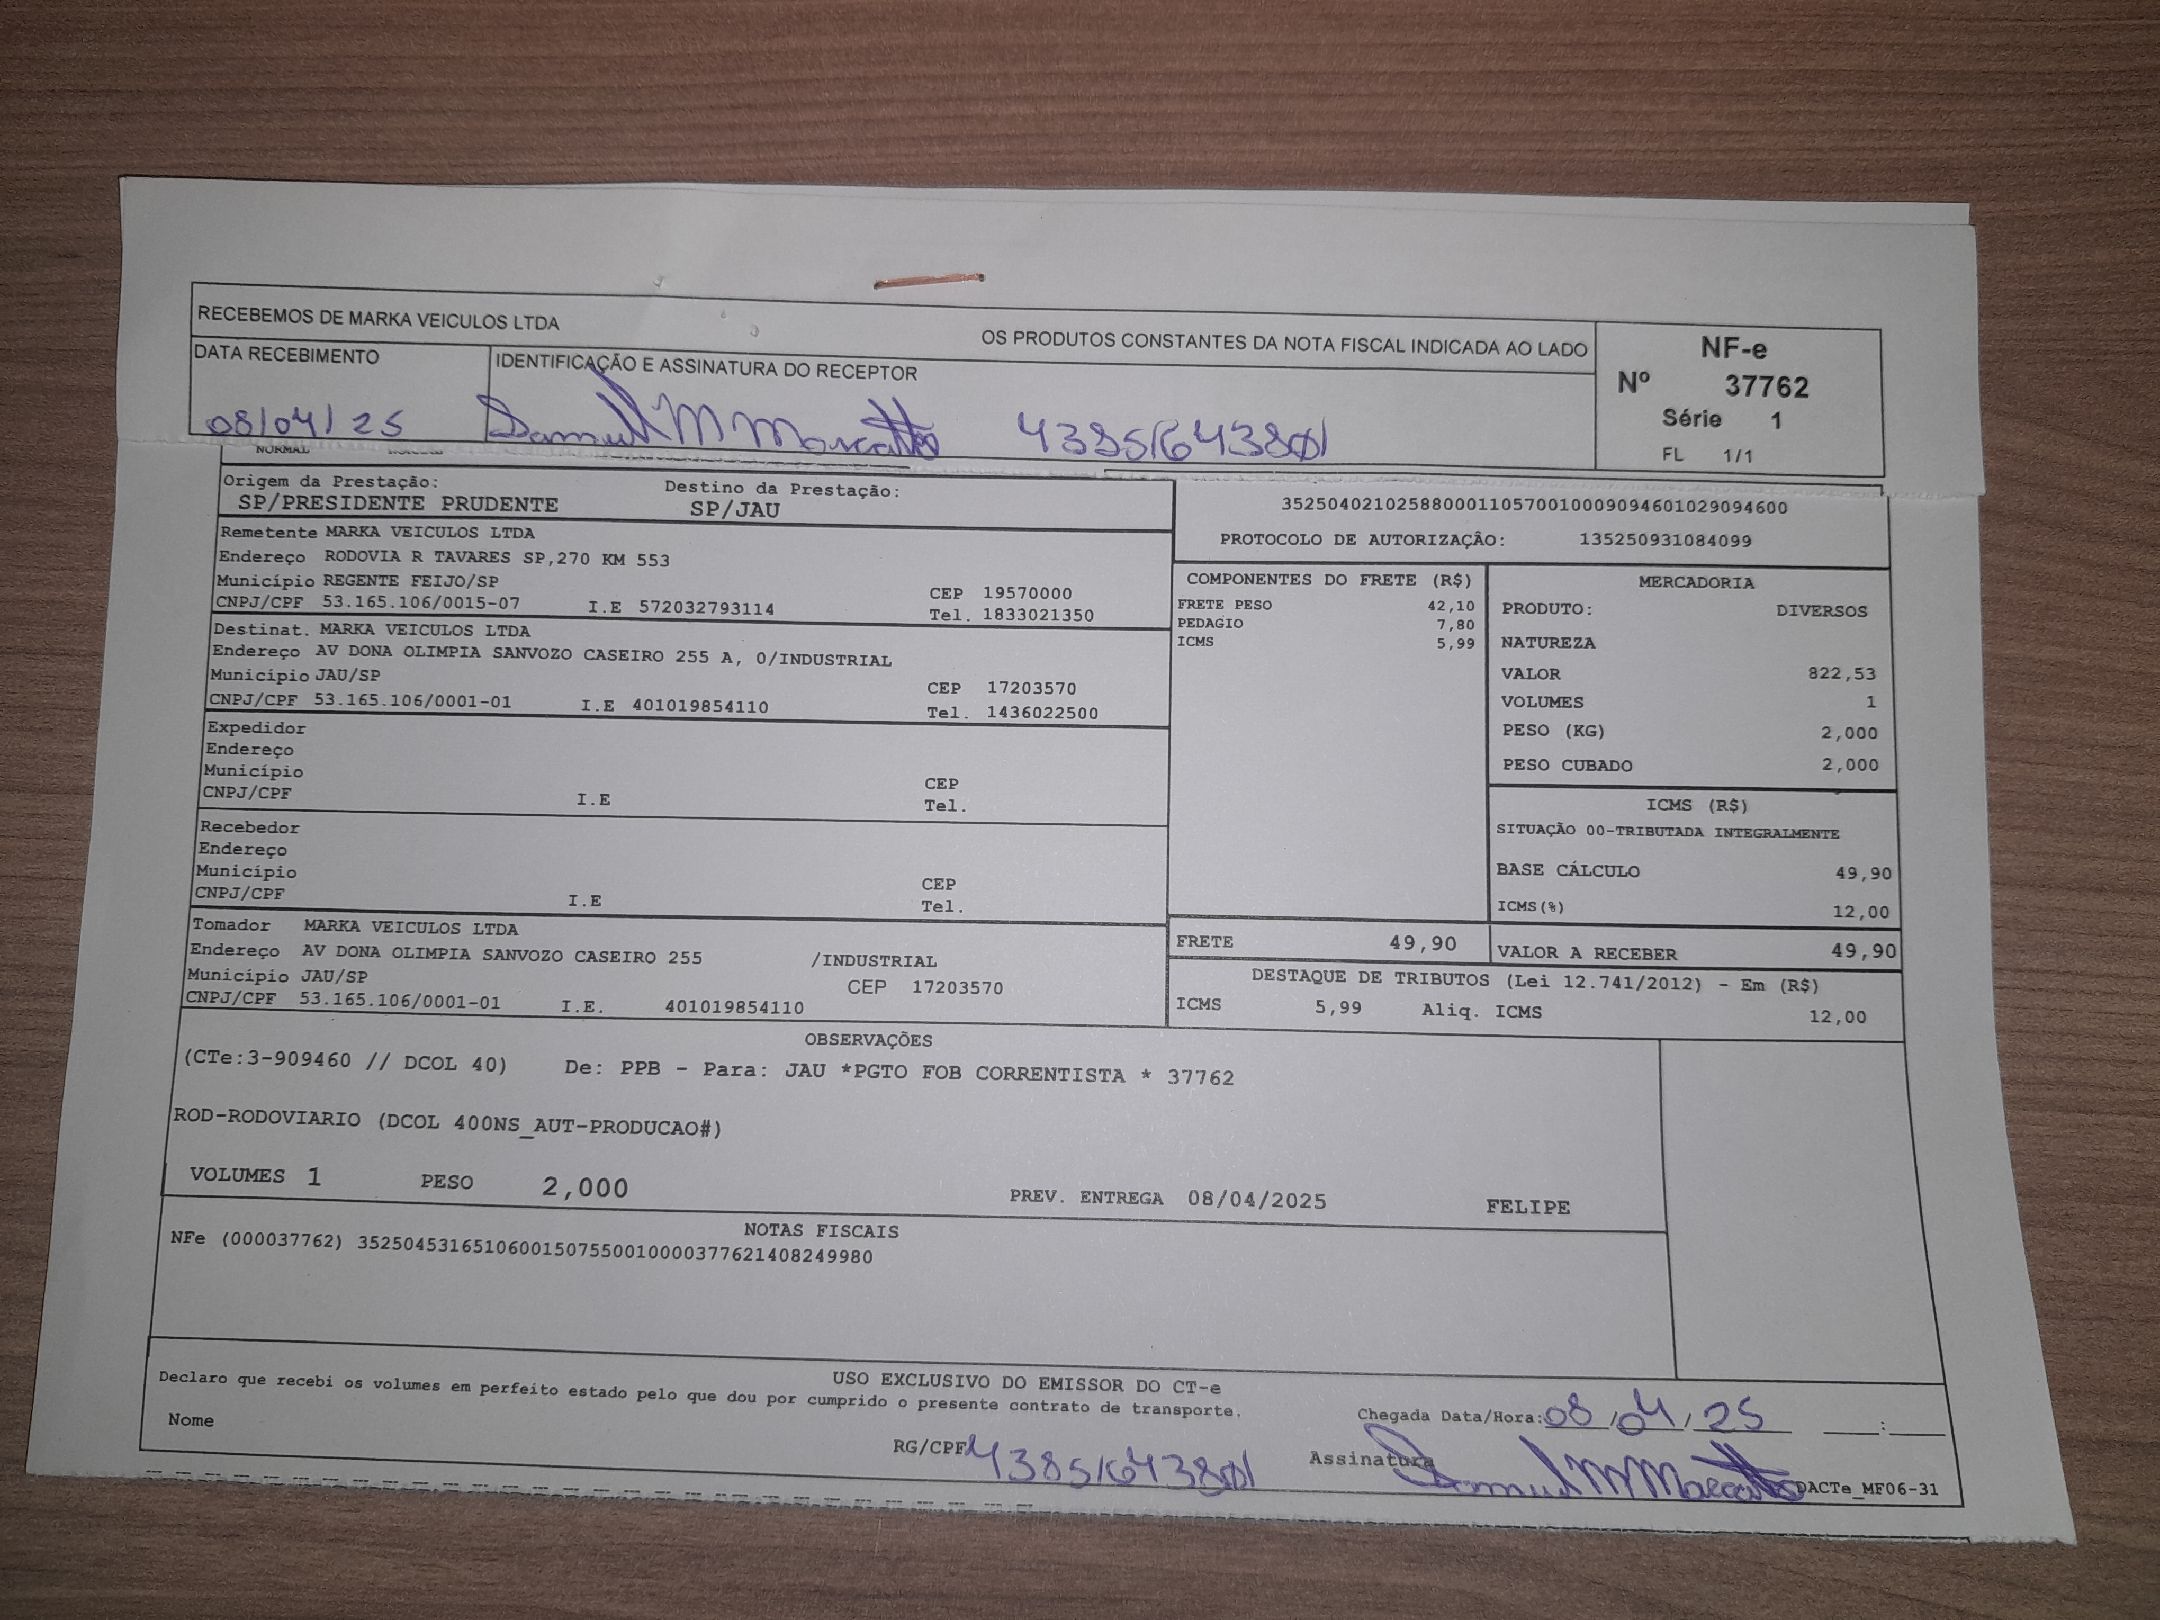 RECEBEMOS DE MARKA VEICULOS LTDA OS PRODUTOS CONSTANTES DA NOTA FISCAL INDICADA AO LADO
NF-e
Nº 37762
Série 1
FL 1/1
DATA RECEBIMENTO
08/04/25
IDENTIFICAÇÃO E ASSINATURA DO RECEPTOR
NORMAL
Origem da Prestação: Destino da Prestação:
SP/PRESIDENTE PRUDENTE SP/JAU
35250402102588000110570010009094601029094600
PROTOCOLO DE AUTORIZAÇÂO: 135250931084099
Remetente MARKA VEICULOS LTDA
Endereço RODOVIA R TAVARES SP,270 KM 553
Município REGENTE FEIJO/SP CEP 19570000
CNPJ/CPF 53.165.106/0015-07 I.E 572032793114 Tel. 1833021350
Destinat. MARKA VEICULOS LTDA
Endereço AV DONA OLIMPIA SANVOZO CASEIRO 255 A, 0/INDUSTRIAL
Município JAU/SP CEP 17203570
CNPJ/CPF 53.165.106/0001-01 I.E 401019854110 Tel. 1436022500
Expedidor
Endereço
Município CEP
CNPJ/CPF I.E Tel.
Recebedor
Endereço
Município CEP
CNPJ/CPF I.E Tel.
Tomador MARKA VEICULOS LTDA
Endereço AV DONA OLIMPIA SANVOZO CASEIRO 255 /INDUSTRIAL
Município JAU/SP CEP 17203570
CNPJ/CPF 53.165.106/0001-01 I.E. 401019854110
COMPONENTES DO FRETE (R$)
FRETE PESO 42,10
PEDAGIO 7,80
ICMS 5,99
MERCADORIA
PRODUTO: DIVERSOS
NATUREZA
VALOR 822,53
VOLUMES 1
PESO (KG) 2,000
PESO CUBADO 2,000
ICMS (R$)
SITUAÇÃO 00-TRIBUTADA INTEGRALMENTE
BASE CÁLCULO 49,90
ICMS(%) 12,00
FRETE 49,90 VALOR A RECEBER 49,90
DESTAQUE DE TRIBUTOS (Lei 12.741/2012) - Em (R$)
ICMS 5,99 Aliq. ICMS 12,00
OBSERVAÇÕES
(CTe:3-909460 // DCOL 40) De: PPB - Para: JAU *PGTO FOB CORRENTISTA * 37762
ROD-RODOVIARIO (DCOL 400NS_AUT-PRODUCAO#)
VOLUMES 1 PESO 2,000 PREV. ENTREGA 08/04/2025 FELIPE
NOTAS FISCAIS
NFe (000037762) 35250453165106001507550010000377621408249980
USO EXCLUSIVO DO EMISSOR DO CT-e
Declaro que recebi os volumes em perfeito estado pelo que dou por cumprido o presente contrato de transporte.
Chegada Data/Hora: 08/04/25 :
Nome RG/CPF Assinatura
DACTe_MF06-31